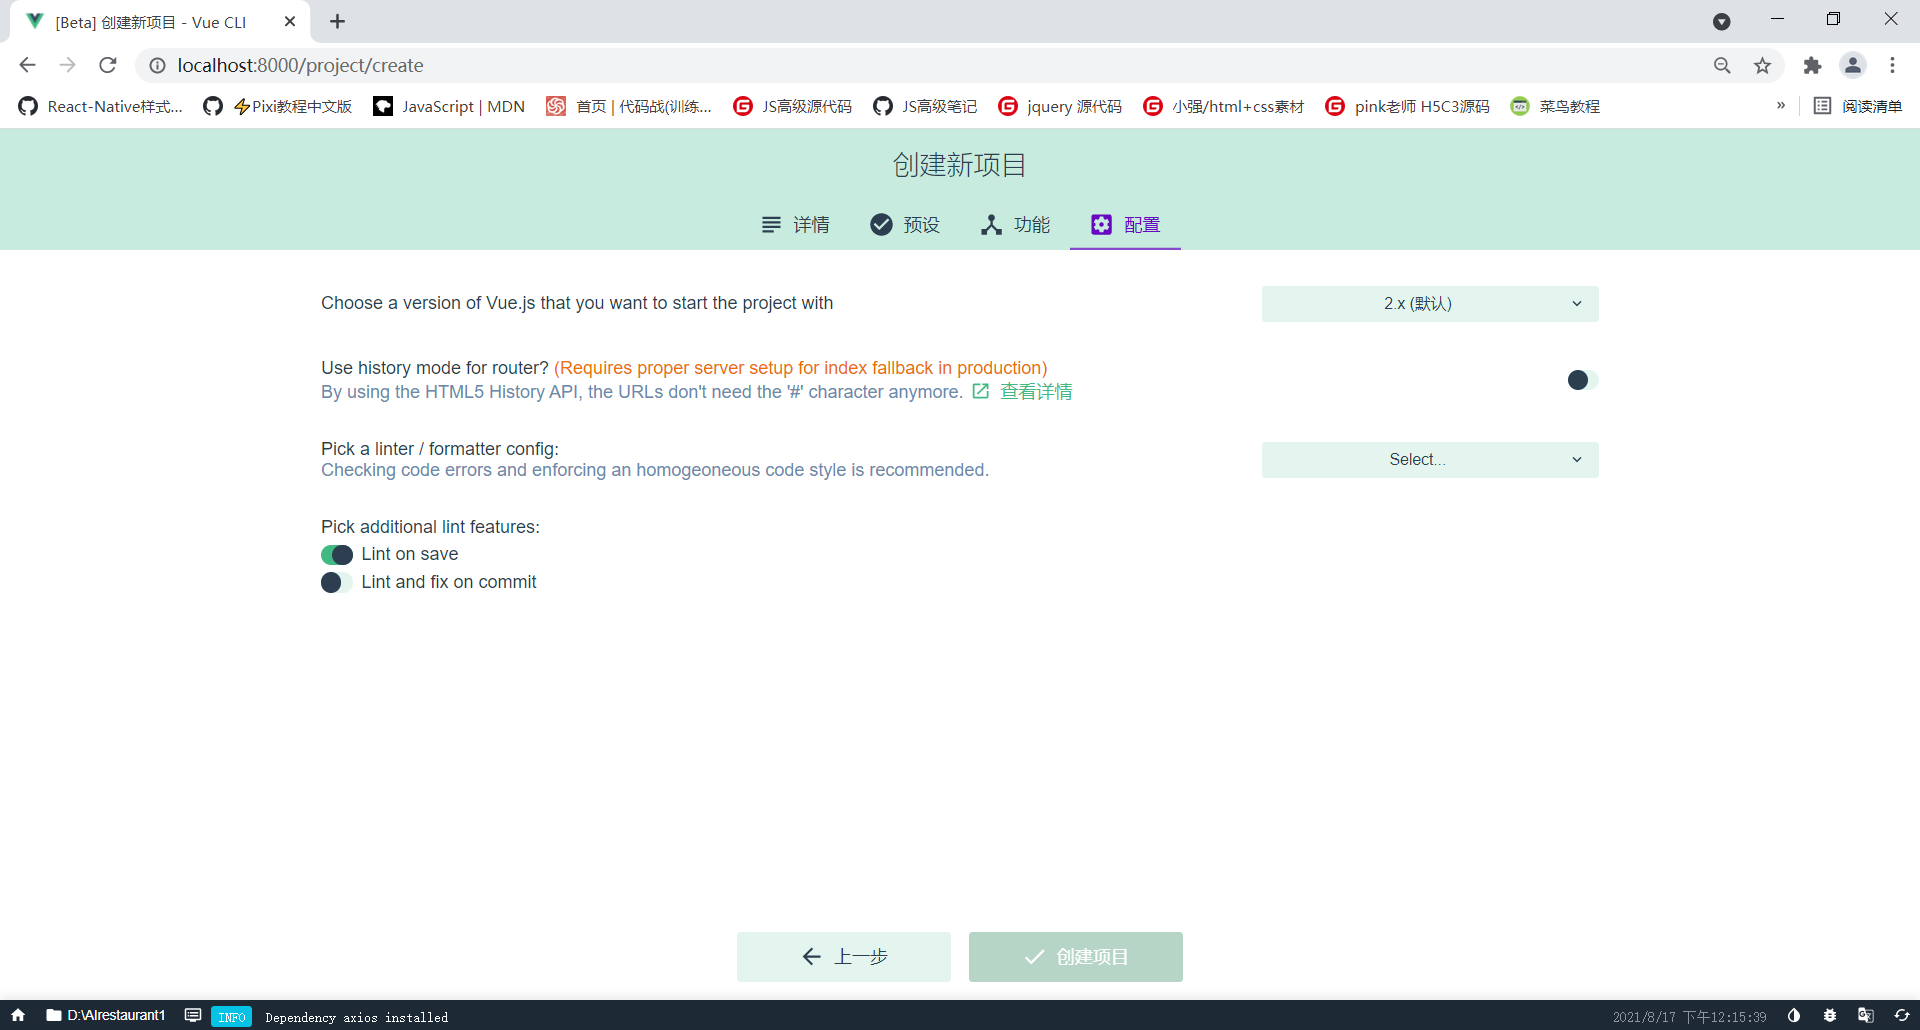 [Beta] 创建新项目 - Vue CLI
localhost:8000/project/create
React-Native样式...
⚡Pixi教程中文版
JavaScript | MDN
首页 | 代码战(训练...
JS高级源代码
JS高级笔记
jquery 源代码
小强/html+css素材
pink老师 H5C3源码
菜鸟教程
»
阅读清单
创建新项目
详情
预设
功能
配置
Choose a version of Vue.js that you want to start the project with
2.x (默认)
Use history mode for router? (Requires proper server setup for index fallback in production)
By using the HTML5 History API, the URLs don't need the '#' character anymore. 查看详情
Pick a linter / formatter config:
Checking code errors and enforcing an homogeoneous code style is recommended.
Select...
Pick additional lint features:
Lint on save
Lint and fix on commit
上一步
创建项目
D:\AIrestaurant1
INFO
Dependency axios installed
2021/8/17 下午12:15:39